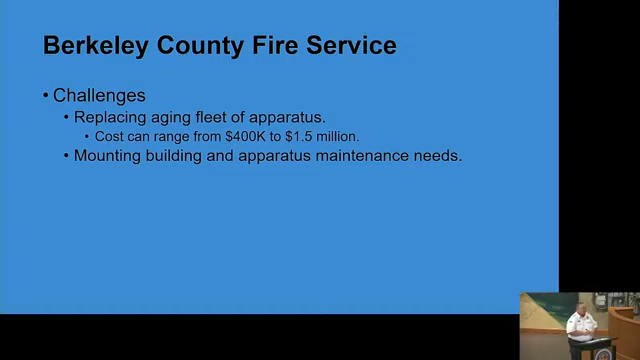 Berkeley County Fire Service
• Challenges
• Replacing aging fleet of apparatus.
• Cost can range from $400K to $1.5 million.
• Mounting building and apparatus maintenance needs.